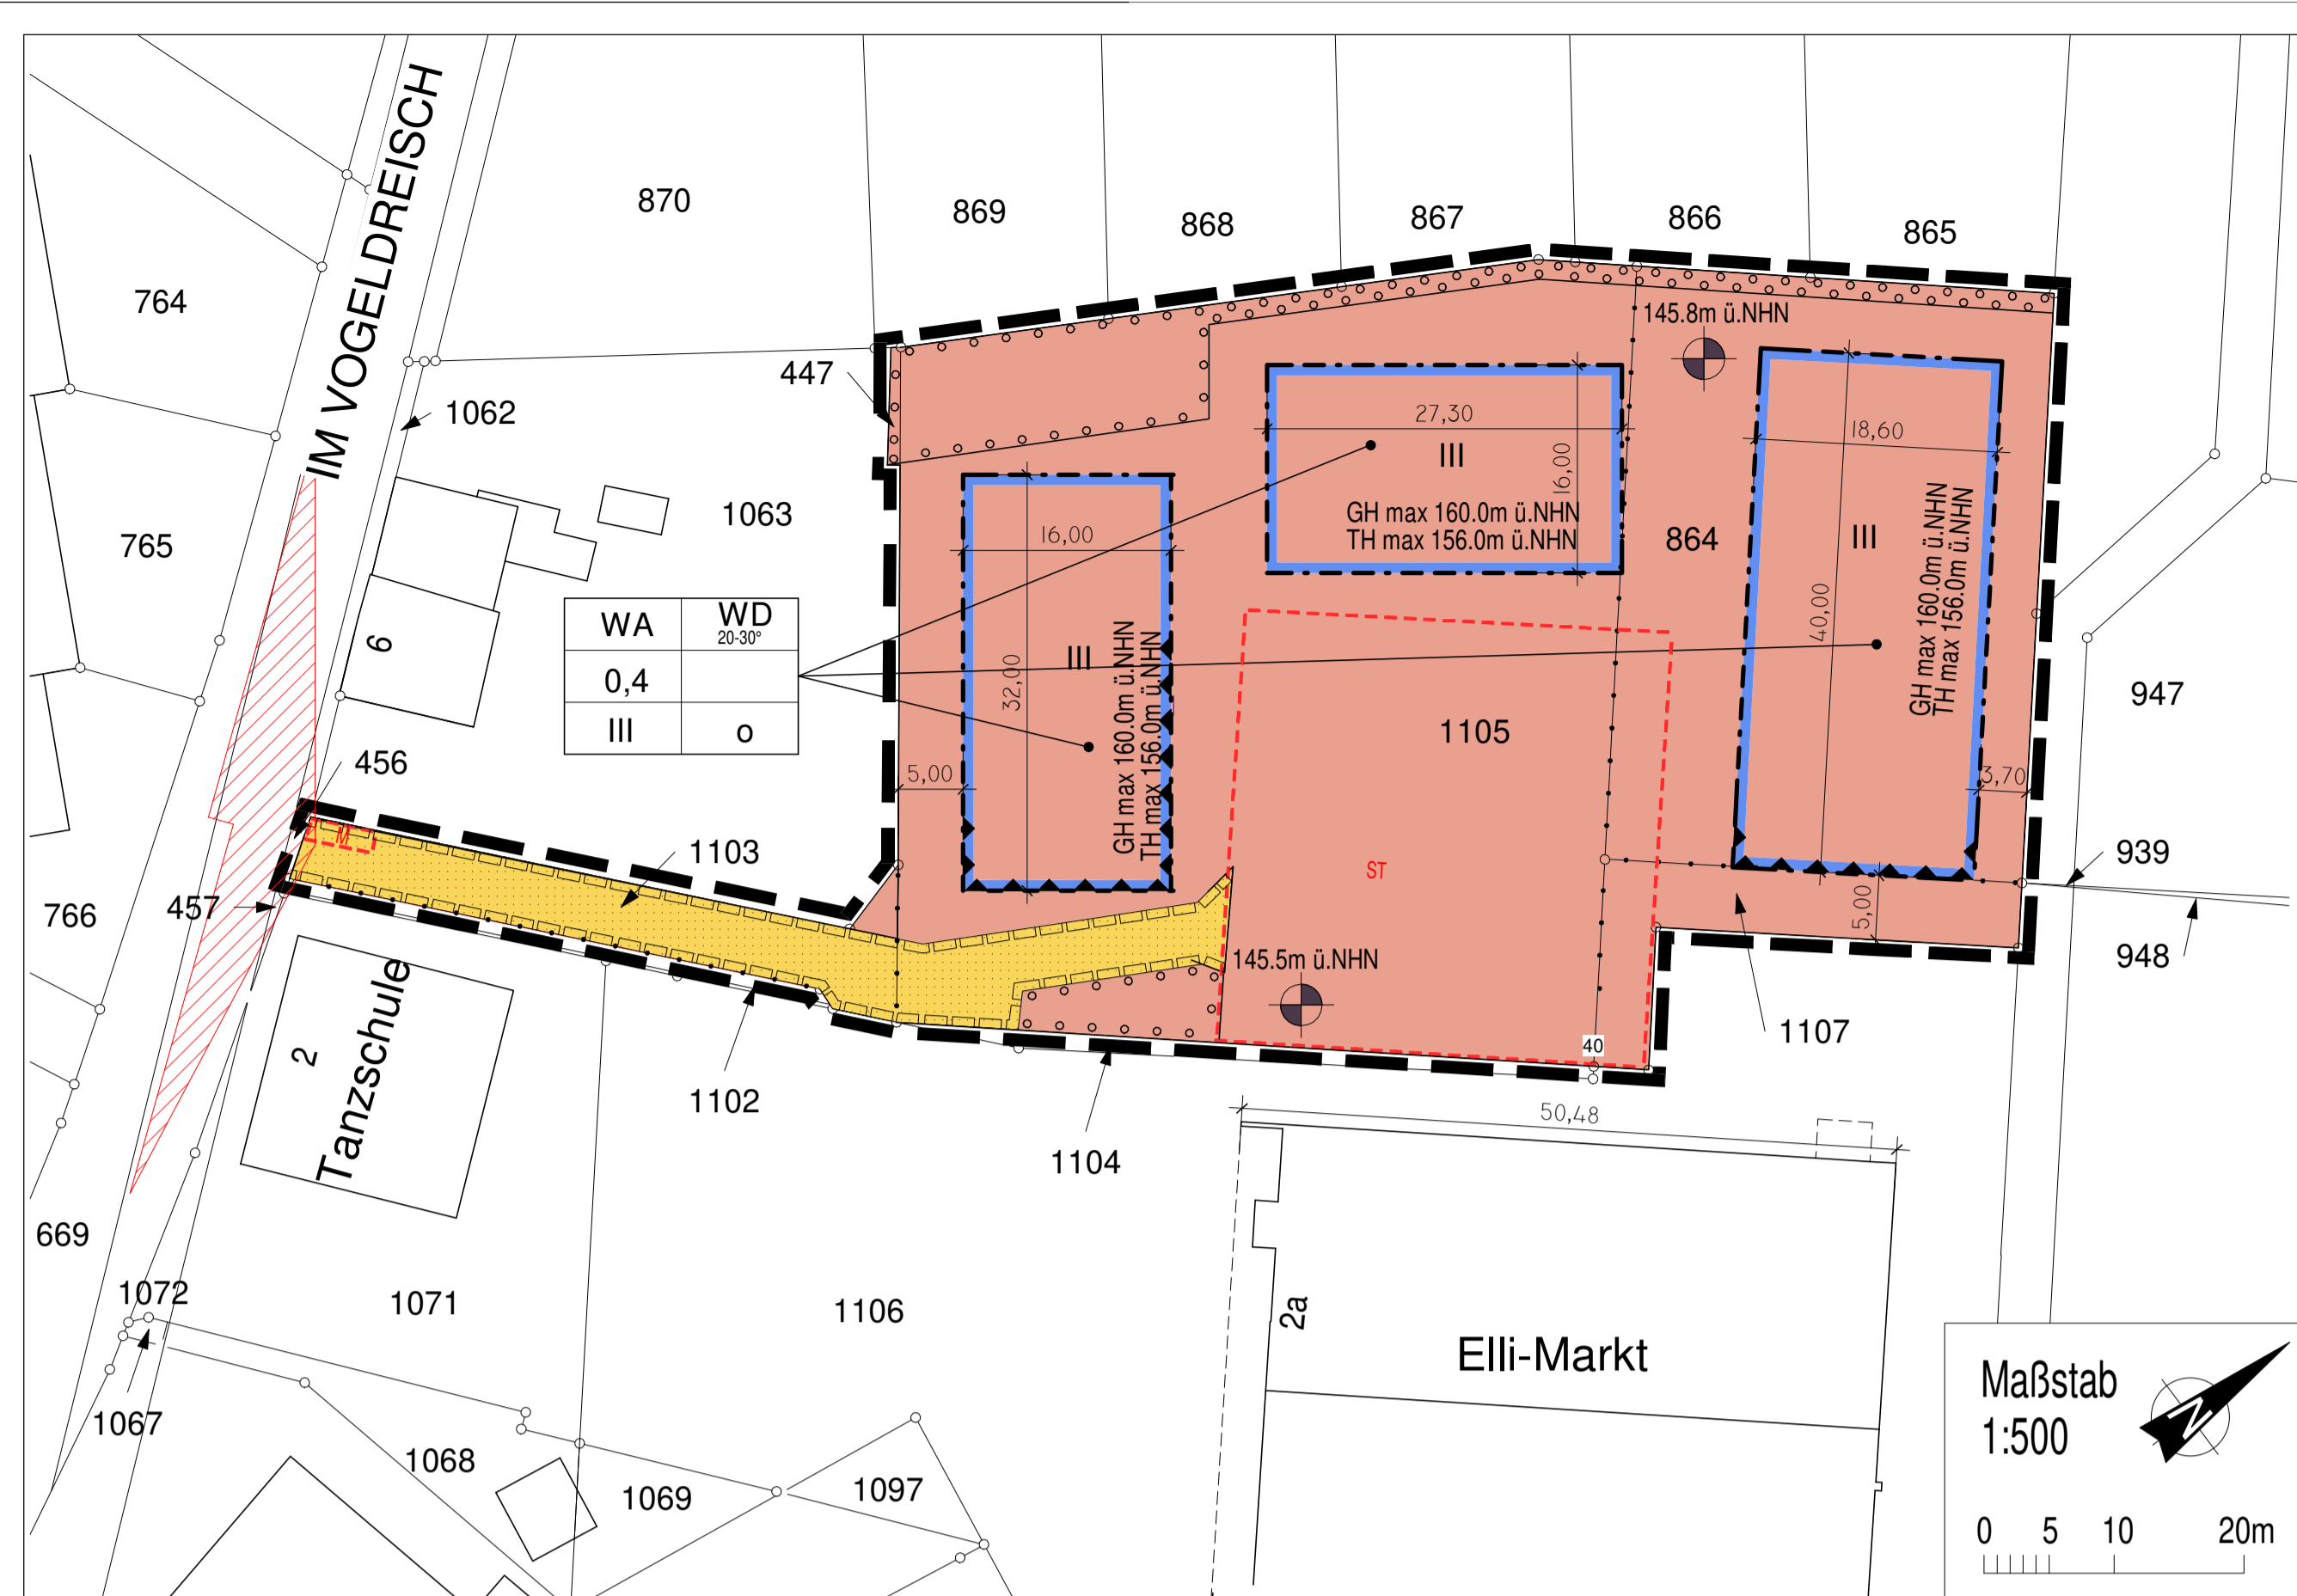 IM VOGELDREISCH
870
869
868
867
866
865
764
447
1062
145.8m ü.NHN
27,30
III
16,00
GH max 160.0m ü.NHN
TH max 156.0m ü.NHN
864
18,60
III
40,00
GH max 160.0m ü.NHN
TH max 156.0m ü.NHN
765
1063
6
WA
WD
20-30°
0,4
III
o
16,00
32,00
III
GH max 160.0m ü.NHN
TH max 156.0m ü.NHN
5,00
1105
947
3,70
456
M
1103
ST
939
766
457
5,00
948
145.5m ü.NHN
2
Tanzschule
1102
40
1107
1104
50,48
669
1072
1071
1106
2a
Elli-Markt
1067
1068
1069
1097
Maßstab
1:500
N
0 5 10 20m